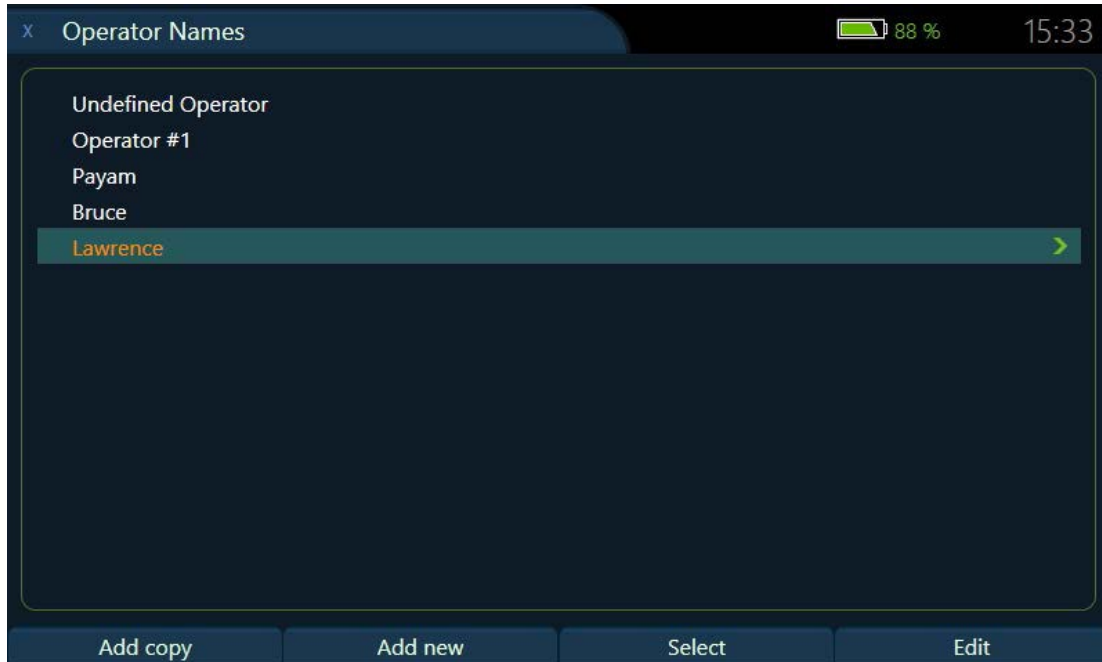 X Operator Names 88 % 15:33
Undefined Operator
Operator #1
Payam
Bruce
Lawrence
Add copy Add new Select Edit